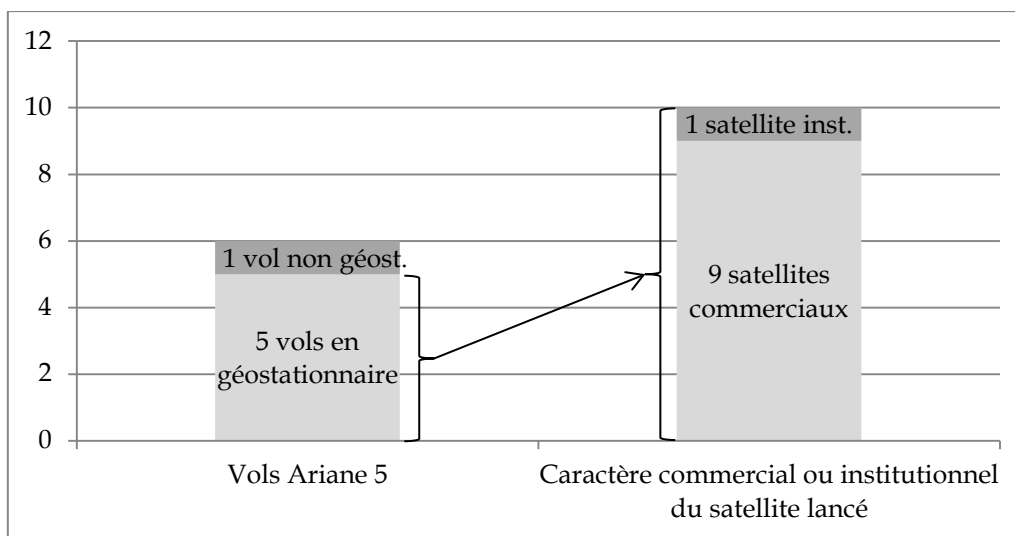 12
10
8
6
4
2
0
1 vol non géost.
5 vols en
géostationnaire
1 satellite inst.
9 satellites
commerciaux
Vols Ariane 5
Caractère commercial ou institutionnel
du satellite lancé